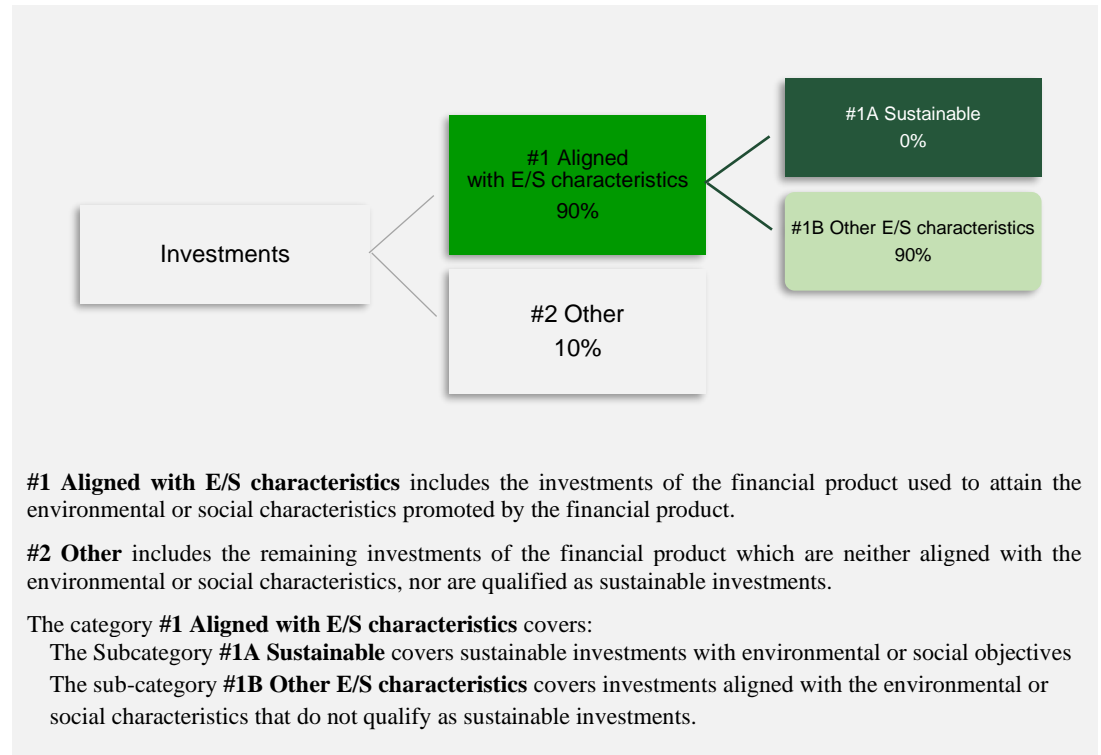 #1A Sustainable
0%
#1 Aligned
with E/S characteristics
90%
#1B Other E/S characteristics
90%
Investments
#2 Other
10%
#1 Aligned with E/S characteristics includes the investments of the financial product used to attain the
environmental or social characteristics promoted by the financial product.
#2 Other includes the remaining investments of the financial product which are neither aligned with the
environmental or social characteristics, nor are qualified as sustainable investments.
The category #1 Aligned with E/S characteristics covers:
The Subcategory #1A Sustainable covers sustainable investments with environmental or social objectives
The sub-category #1B Other E/S characteristics covers investments aligned with the environmental or
social characteristics that do not qualify as sustainable investments.